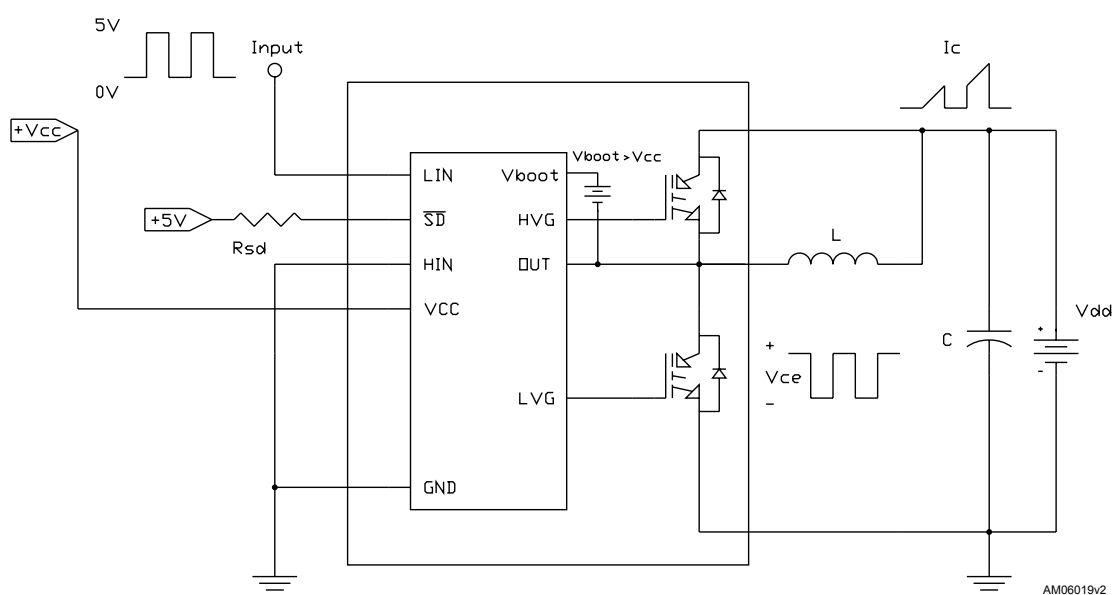 5V
0V
Input
Ic
+Vcc
Vboot>Vcc
LIN
Vboot
+5V
SD
HVG
Rsd
HIN
OUT
L
VCC
Vdd
+
C
+
Vce
-
-
LVG
GND
AM06019v2